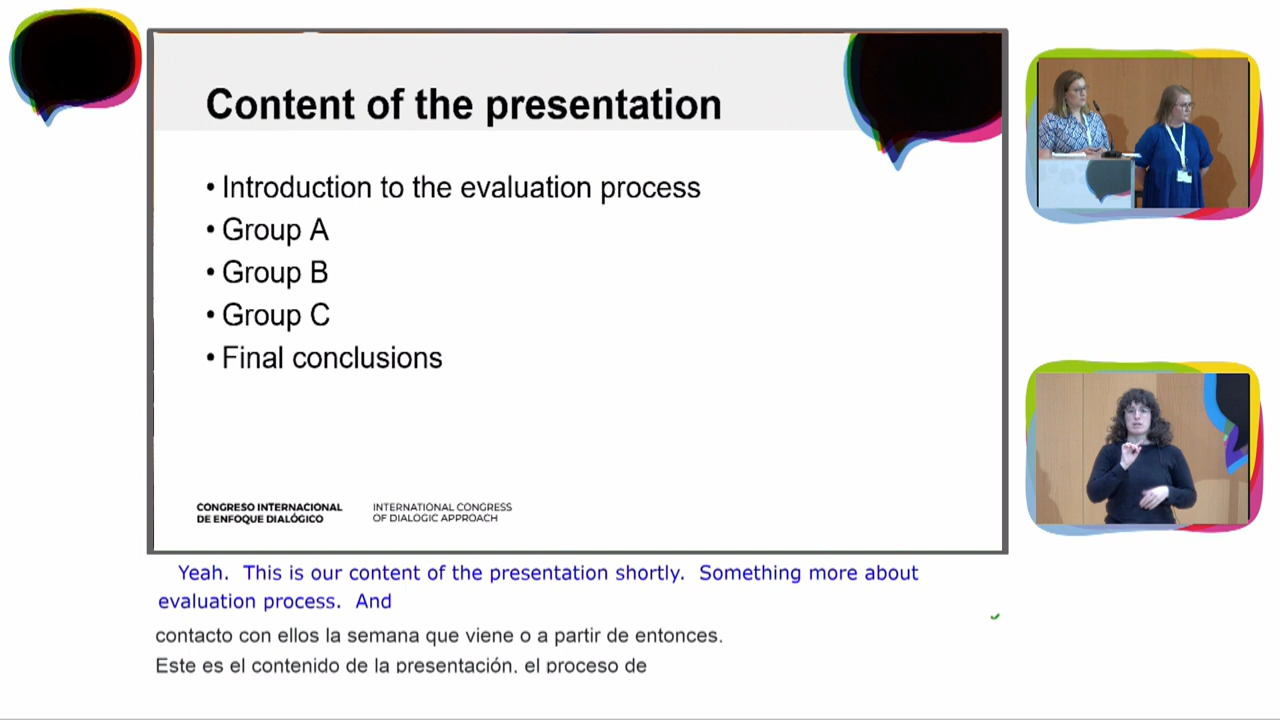 Content of the presentation
• Introduction to the evaluation process
• Group A
• Group B
• Group C
• Final conclusions
CONGRESO INTERNACIONAL
DE ENFOQUE DIALÓGICO
INTERNATIONAL CONGRESS
OF DIALOGIC APPROACH
Yeah. This is our content of the presentation shortly. Something more about
evaluation process. And
contacto con ellos la semana que viene o a partir de entonces.
Este es el contenido de la presentación, el proceso de